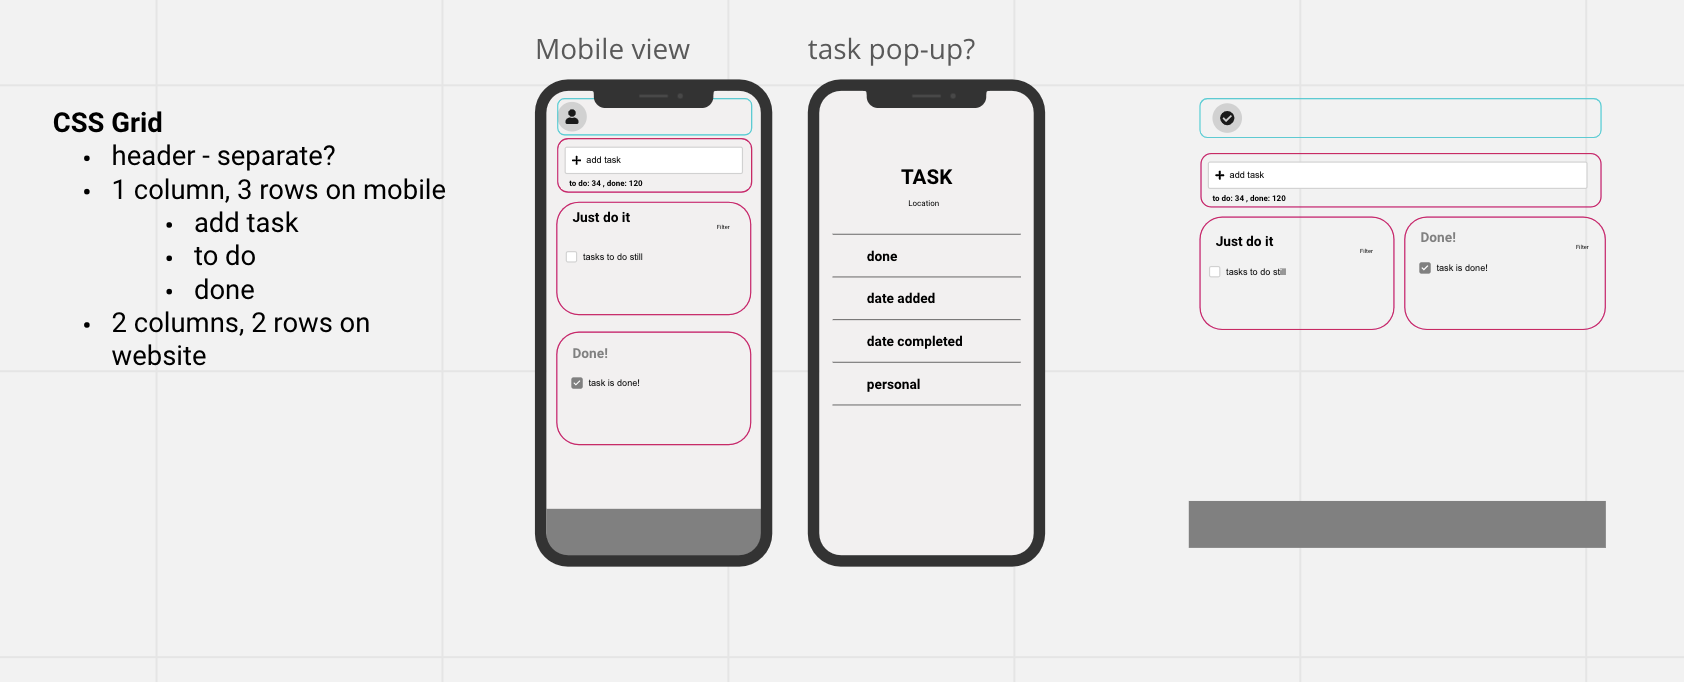 Mobile view
task pop-up?
CSS Grid
header - separate?
1 column, 3 rows on mobile
add task
to do
done
2 columns, 2 rows on
website
add task
to do: 34 , done: 120
Just do it
Filter
tasks to do still
Done!
task is done!
TASK
Location
done
date added
date completed
personal
add task
to do: 34 , done: 120
Just do it
Filter
tasks to do still
Done!
Filter
task is done!